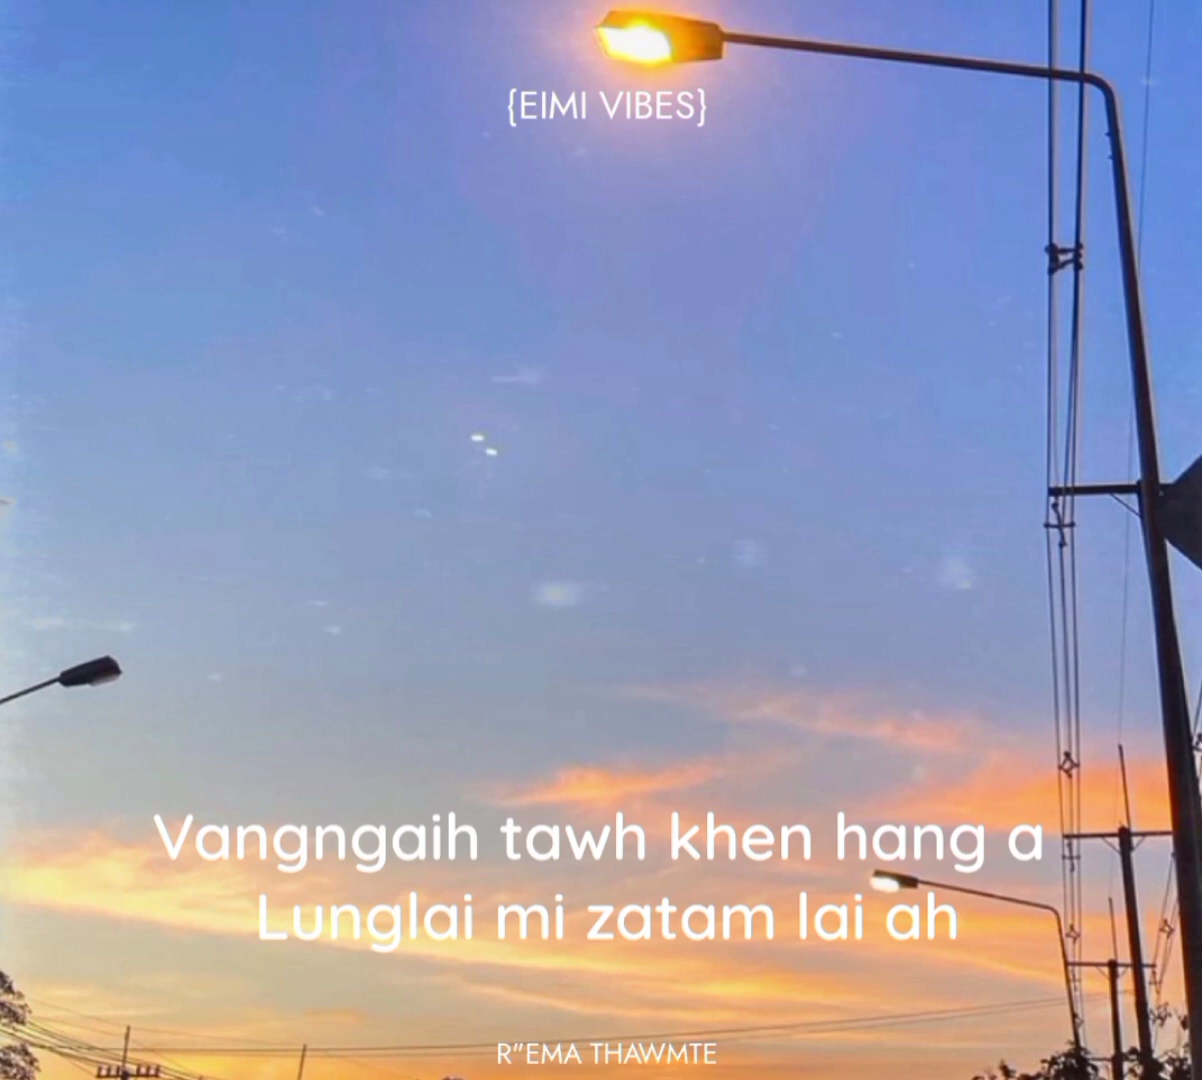 {EIMI VIBES}
Vangngaih tawh khen hang a
Lunglai mi zatam lai ah
R"EMA THAWMTE